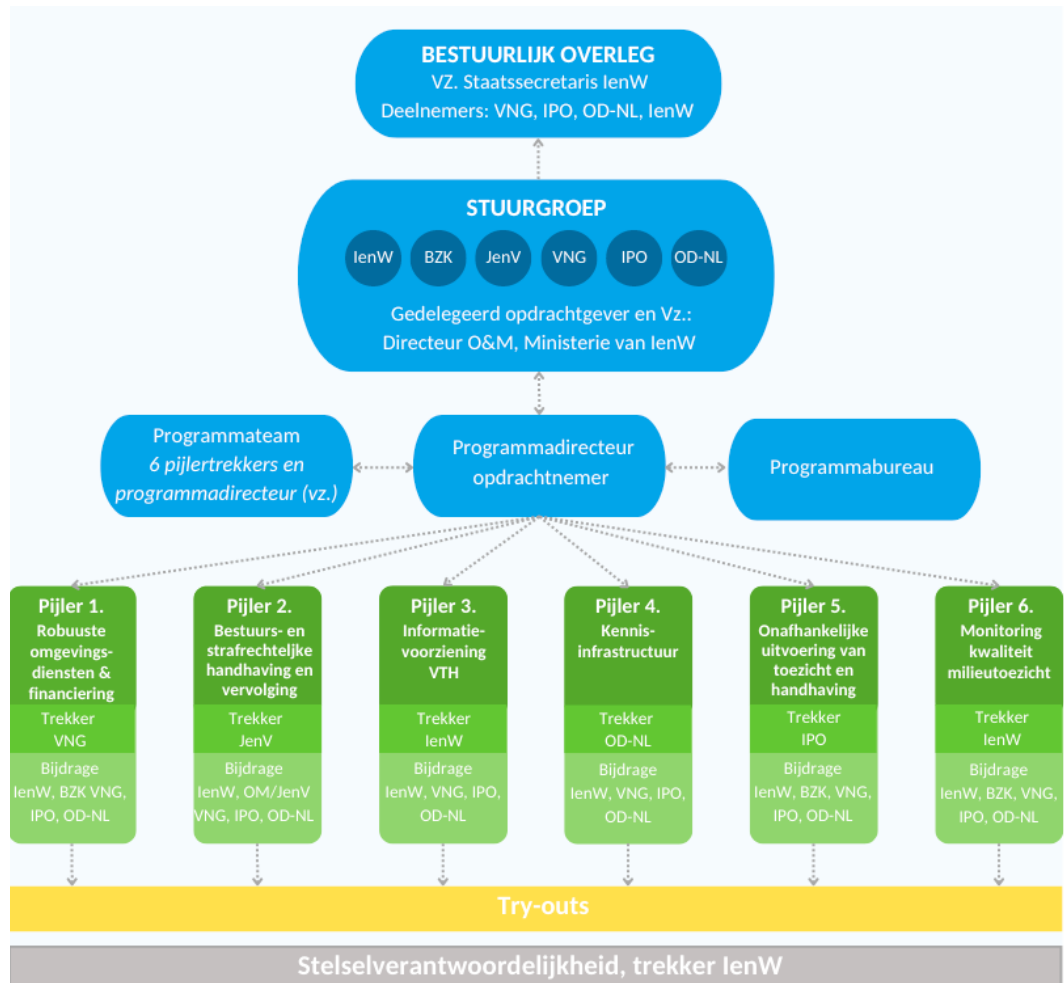 BESTUURLIJK OVERLEG
VZ. Staatssecretaris IenW
Deelnemers: VNG, IPO, OD-NL, IenW
STUURGROEP
IenW BZK JenV VNG IPO OD-NL
Gedelegeerd opdrachtgever en Vz.:
Directeur O&M, Ministerie van IenW
Programmateam
6 pijlertrekkers en
programmadirecteur (vz.)
Programmadirecteur
opdrachtnemer
Programmabureau
Pijler 1.
Robuuste
omgevings-
diensten &
financiering
Trekker
VNG
Bijdrage
IenW, BZK VNG,
IPO, OD-NL
Pijler 2.
Bestuurs- en
strafrechteljke
handhaving en
vervolging
Trekker
JenV
Bijdrage
IenW, OM/JenV
VNG, IPO, OD-NL
Pijler 3.
Informatie-
voorziening
VTH
Trekker
IenW
Bijdrage
IenW, VNG, IPO,
OD-NL
Pijler 4.
Kennis-
infrastructuur
Trekker
OD-NL
Bijdrage
IenW, VNG, IPO,
OD-NL
Pijler 5.
Onafhankelijke
uitvoering van
toezicht en
handhaving
Trekker
IPO
Bijdrage
IenW, BZK, VNG,
IPO, OD-NL
Pijler 6.
Monitoring
kwaliteit
milieutoezicht
Trekker
IenW
Bijdrage
IenW, BZK, VNG,
IPO, OD-NL
Try-outs
Stelselverantwoordelijkheid, trekker IenW